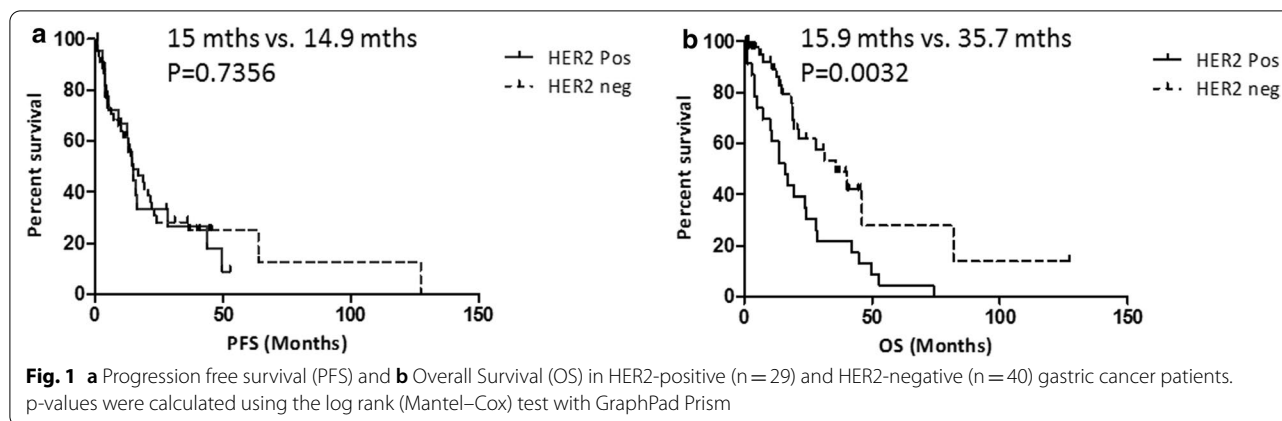 a
15 mths vs. 14.9 mths
P=0.7356
HER2 Pos
HER2 neg
Percent survival
100
80
60
40
20
0
0 50 100 150
PFS (Months)
b
15.9 mths vs. 35.7 mths
P=0.0032
HER2 Pos
HER2 neg
Percent survival
100
80
60
40
20
0
0 50 100 150
OS (Months)
Fig. 1 a Progression free survival (PFS) and b Overall Survival (OS) in HER2-positive (n=29) and HER2-negative (n=40) gastric cancer patients.
p-values were calculated using the log rank (Mantel–Cox) test with GraphPad Prism